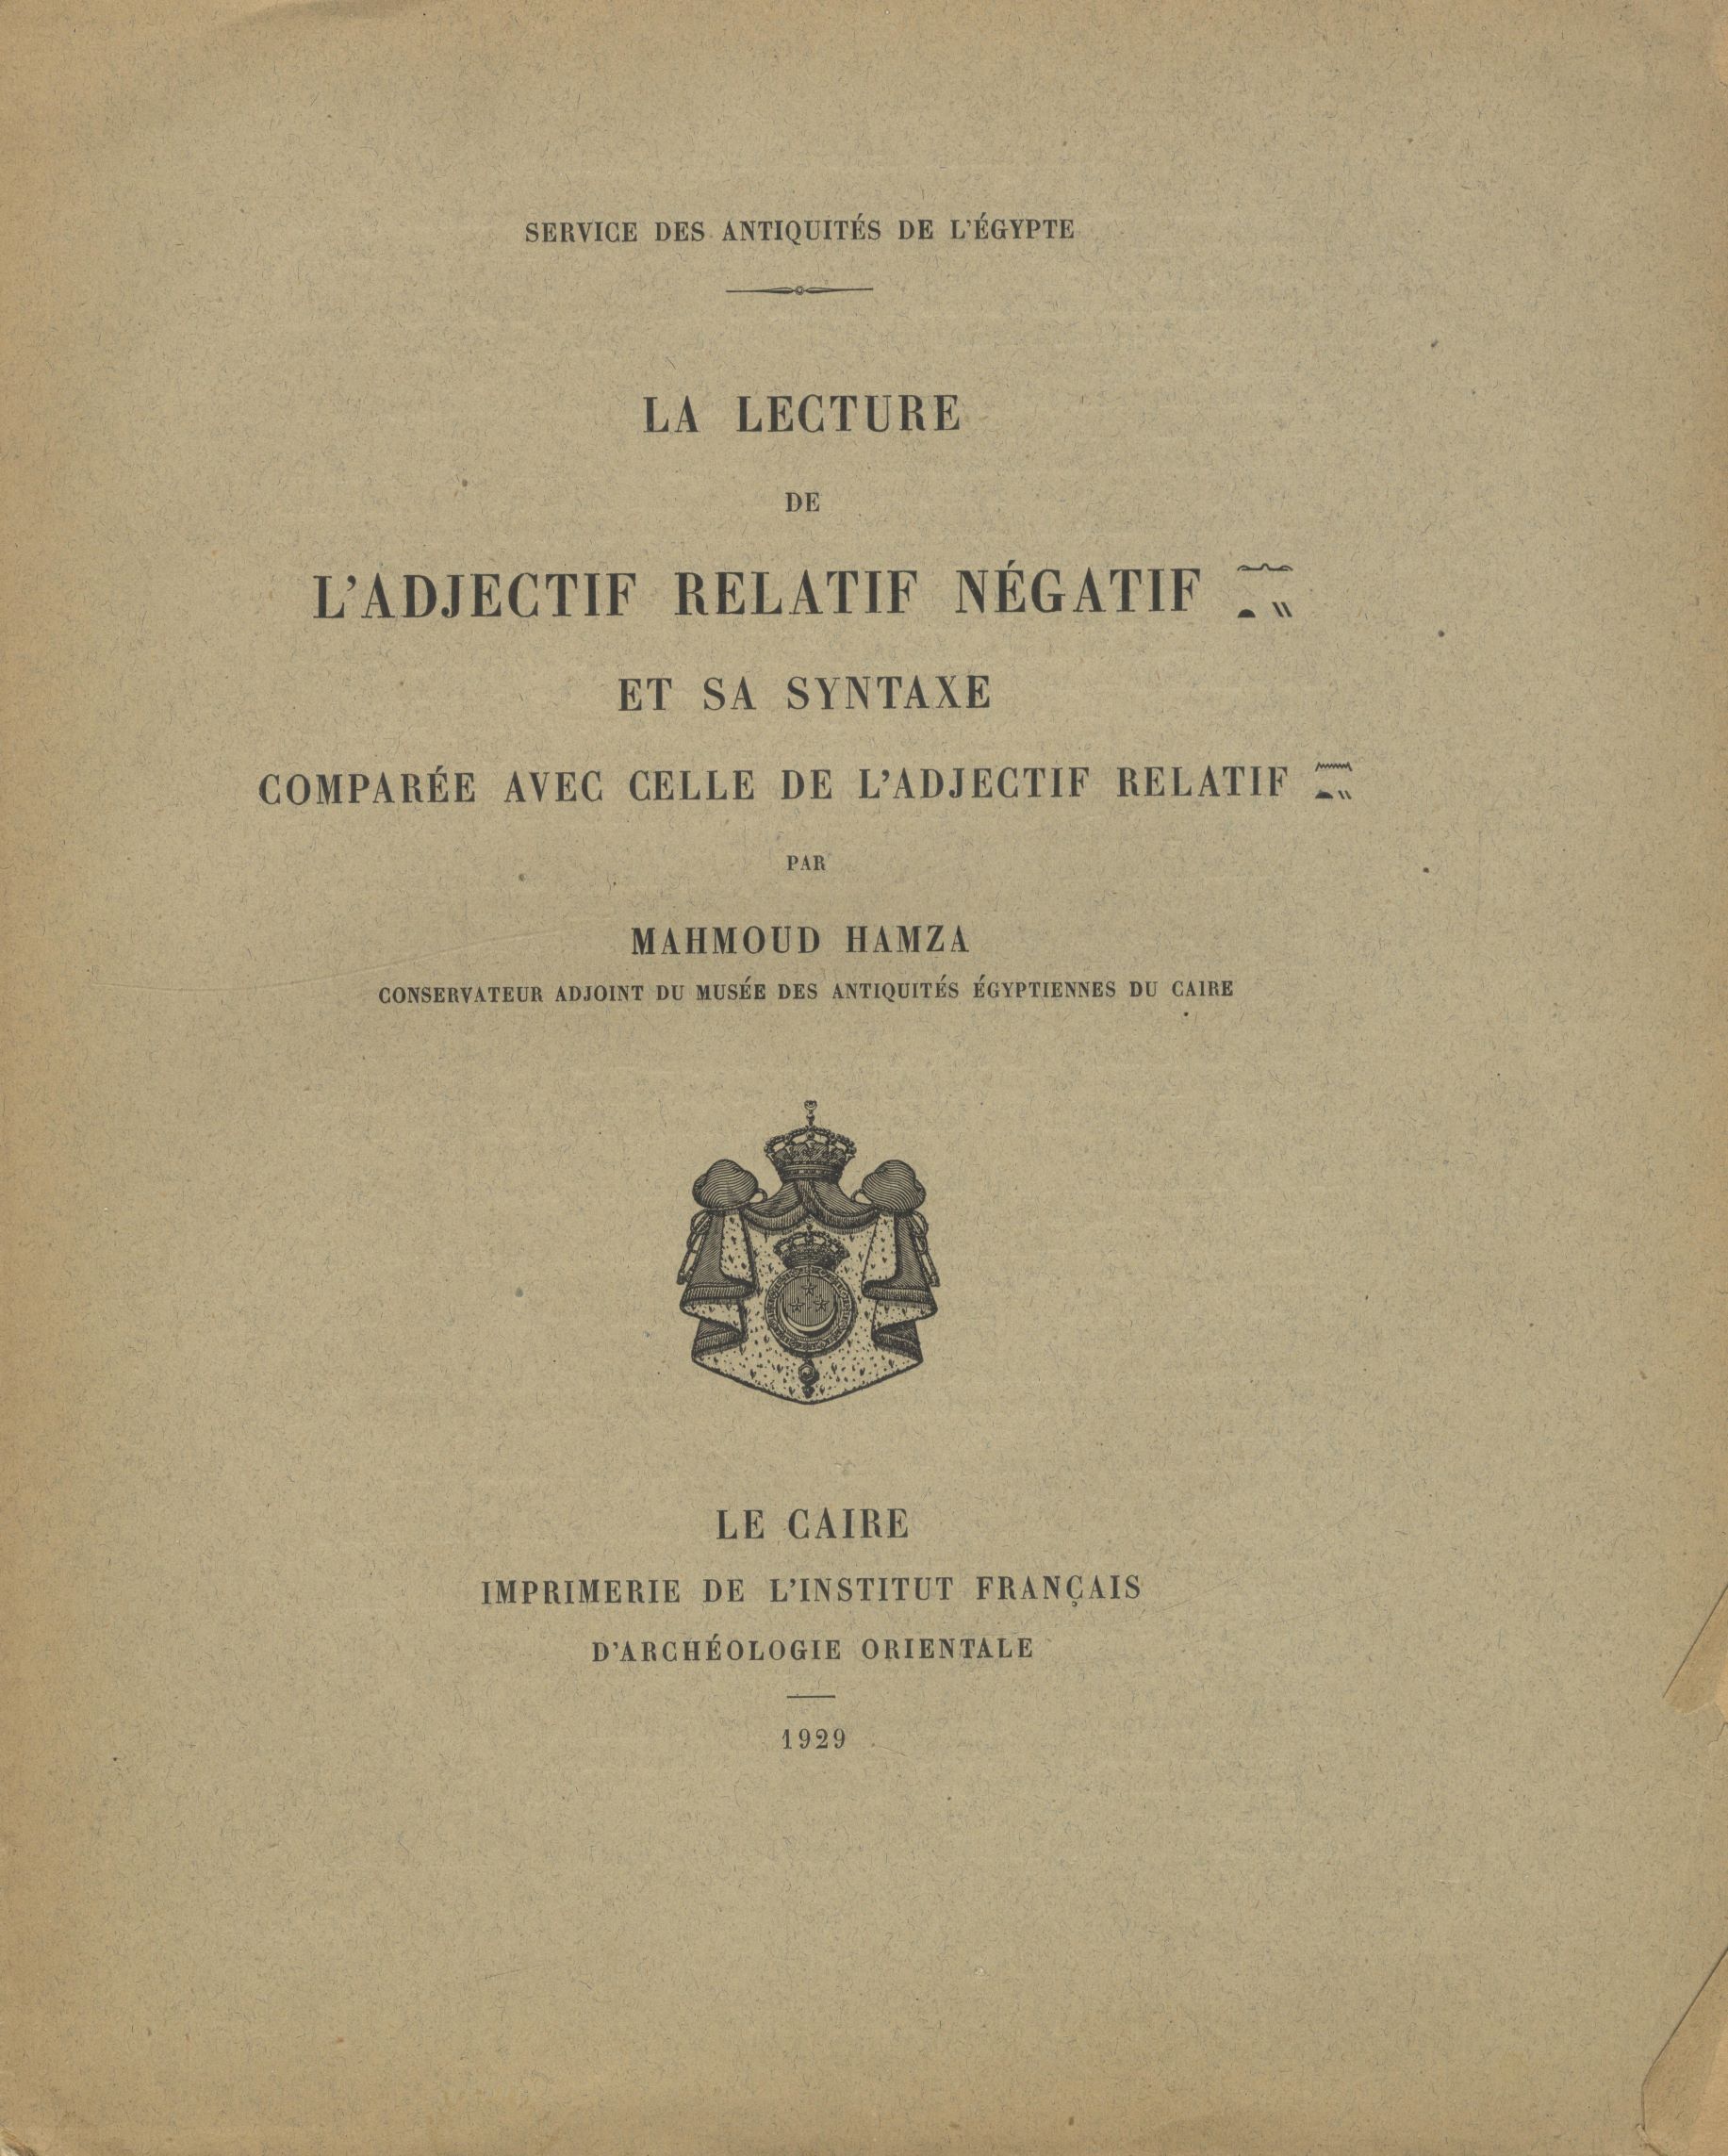 SERVICE DES ANTIQUITÉS DE L'ÉGYPTE
LA LECTURE
DE
L'ADJECTIF RELATIF NÉGATIF 𓂜𓏏𓏭
ET SA SYNTAXE
COMPARÉE AVEC CELLE DE L'ADJECTIF RELATIF 𓈖𓏏𓏭
PAR
MAHMOUD HAMZA
CONSERVATEUR ADJOINT DU MUSÉE DES ANTIQUITÉS ÉGYPTIENNES DU CAIRE
LE CAIRE
IMPRIMERIE DE L'INSTITUT FRANÇAIS
D'ARCHÉOLOGIE ORIENTALE
1929